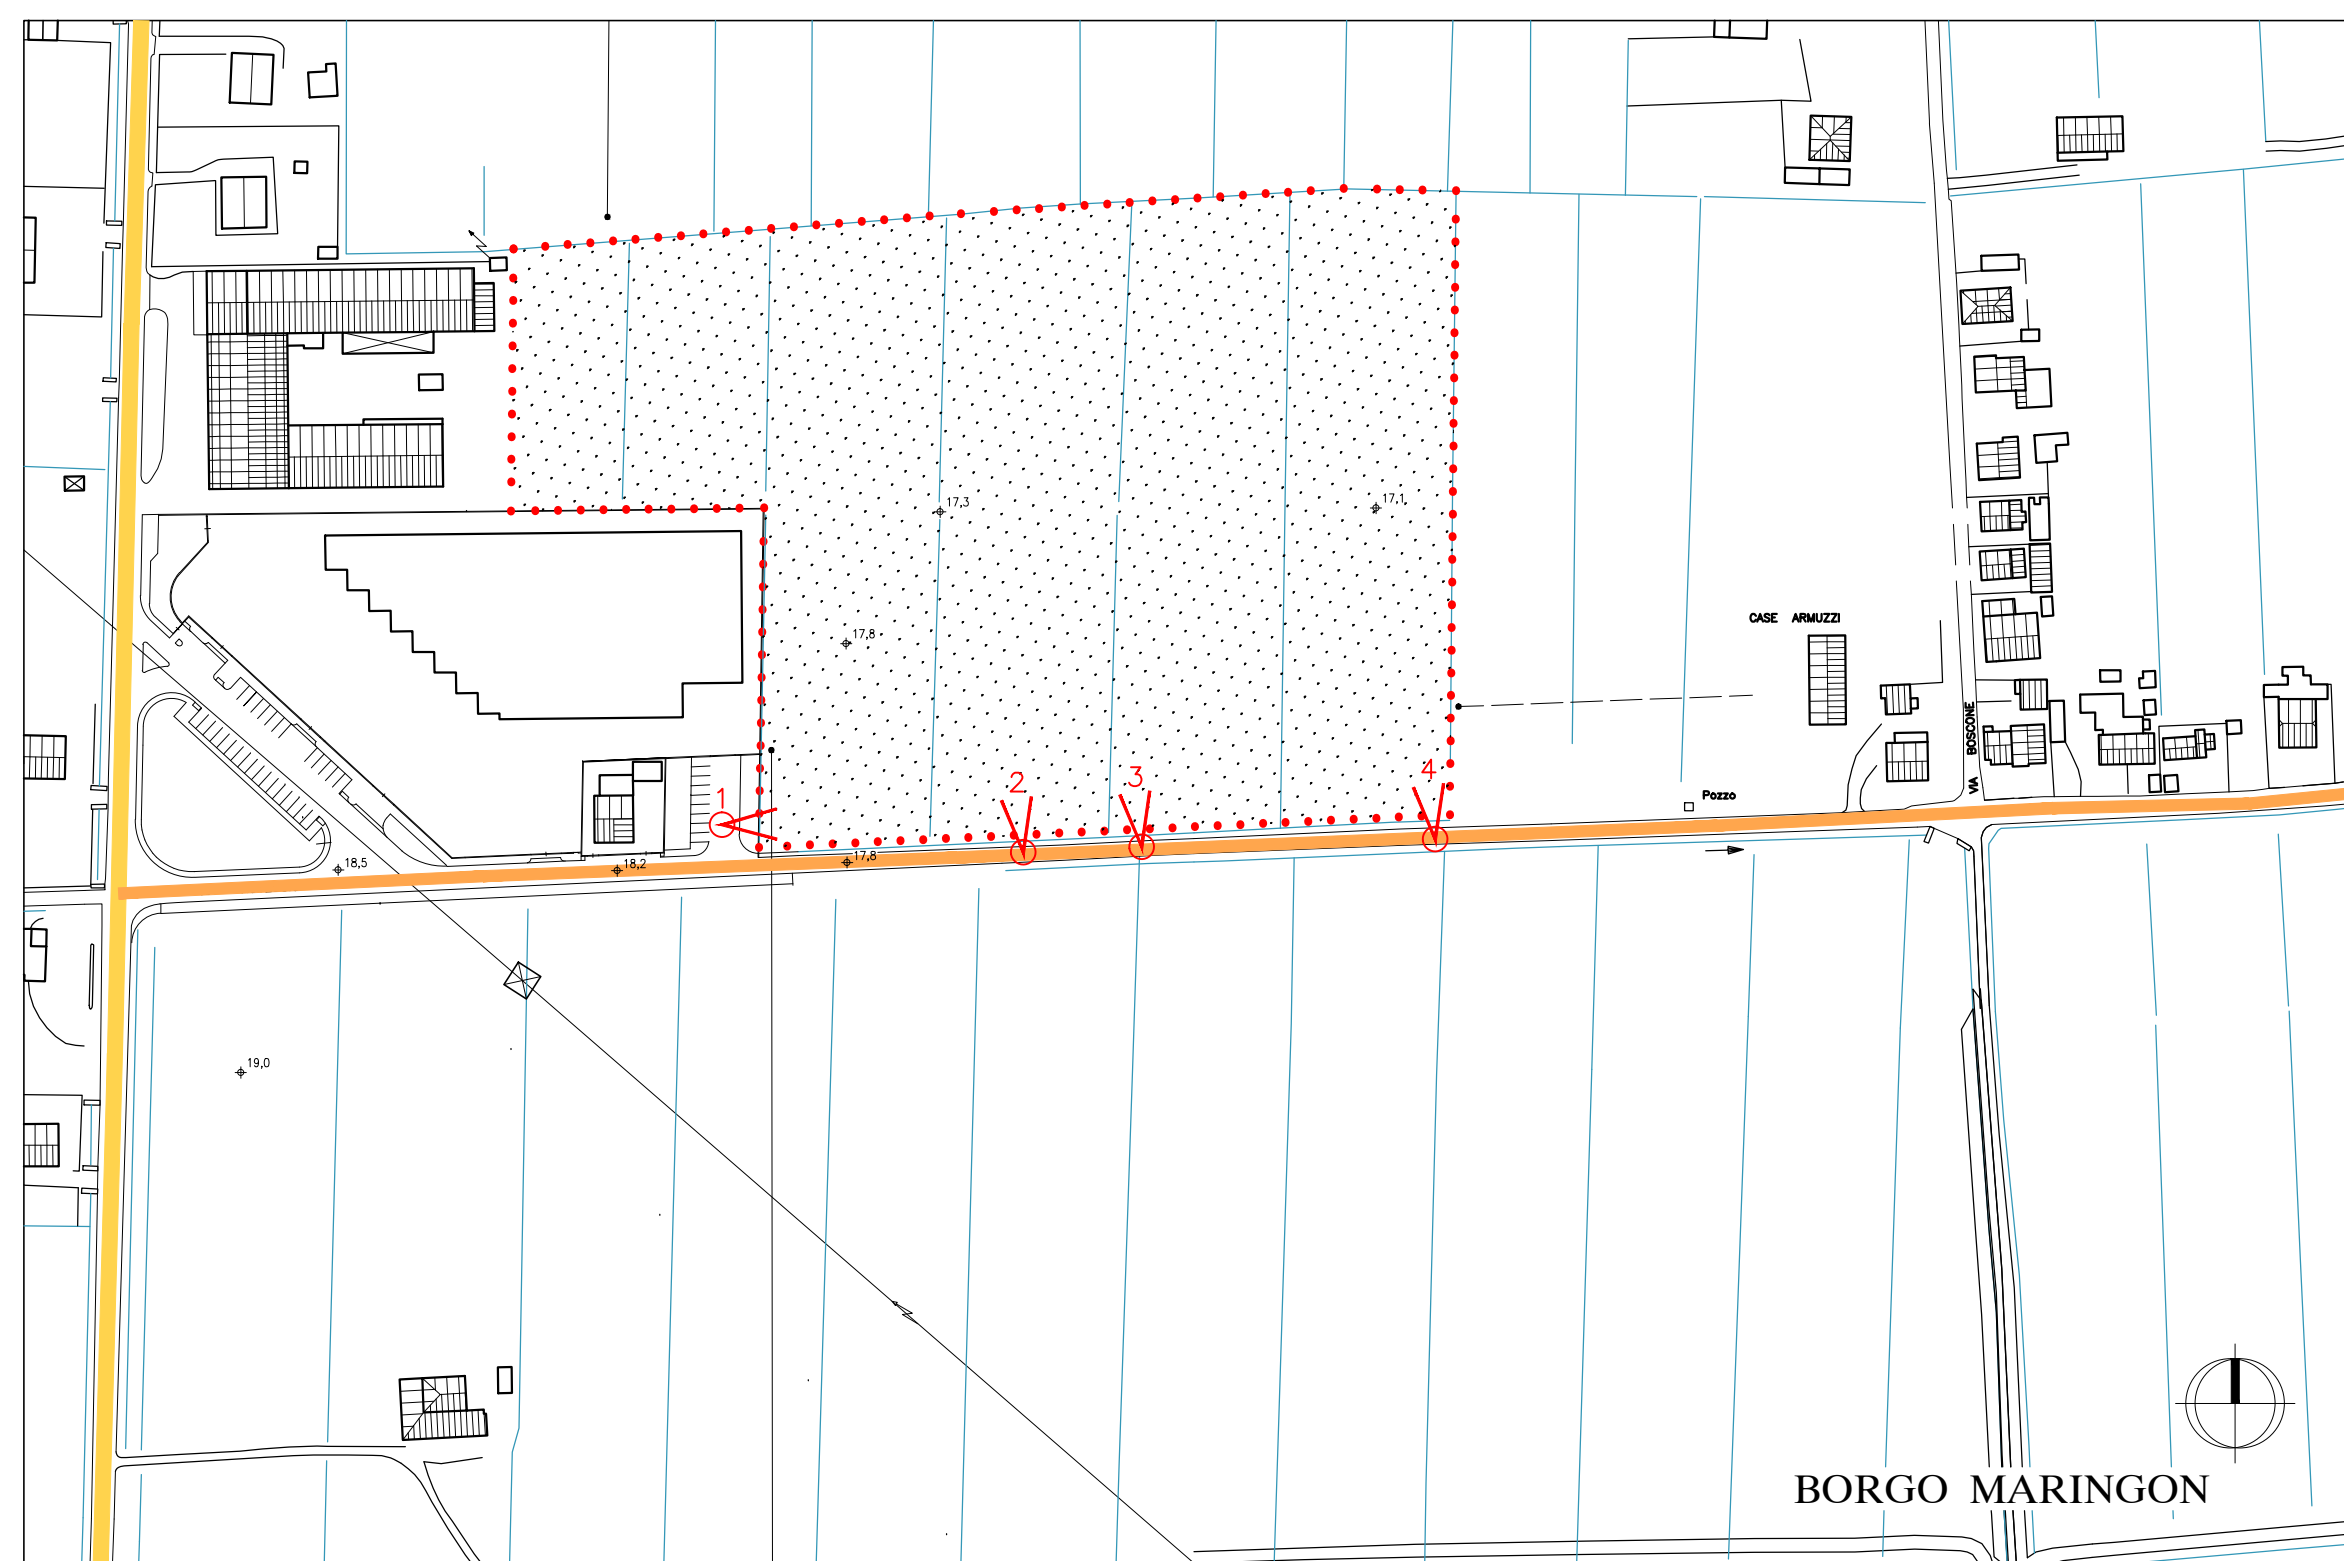 17,3
17,1
CASE ARMUZZI
17,8
VIA BOSCONE
1
2
3
4
Pozzo
18,5
18,2
17,8
19,0
BORGO MARINGON